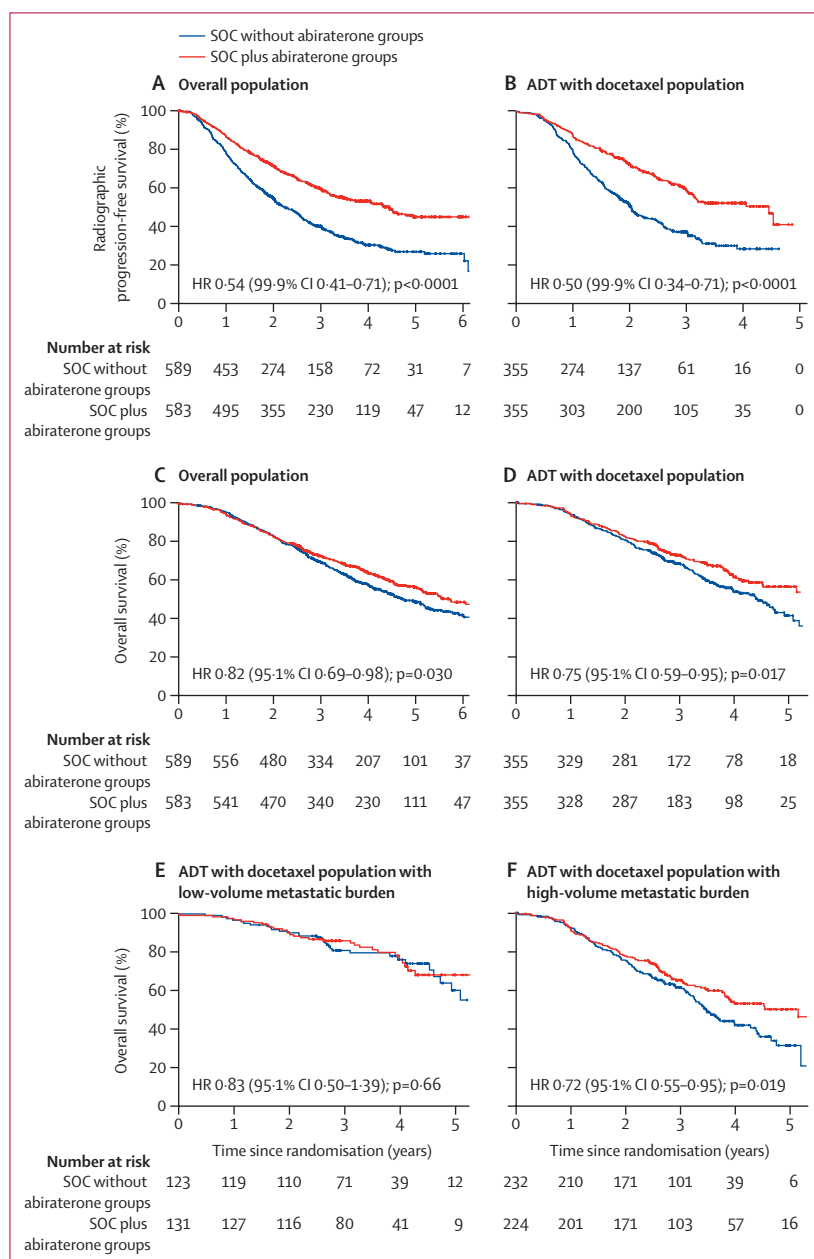 SOC without abiraterone groups
SOC plus abiraterone groups
A Overall population
B ADT with docetaxel population
Radiographic
progression-free survival (%)
100
80
60
40
20
0
HR 0·54 (99·9% CI 0·41–0·71); p<0·0001
HR 0·50 (99·9% CI 0·34–0·71); p<0·0001
0 1 2 3 4 5 6
0 1 2 3 4 5
Number at risk
SOC without
abiraterone groups
589 453 274 158 72 31 7
355 274 137 61 16 0
SOC plus
abiraterone groups
583 495 355 230 119 47 12
355 303 200 105 35 0
C Overall population
D ADT with docetaxel population
Overall survival (%)
100
80
60
40
20
0
HR 0·82 (95·1% CI 0·69–0·98); p=0·030
HR 0·75 (95·1% CI 0·59–0·95); p=0·017
0 1 2 3 4 5 6
0 1 2 3 4 5
Number at risk
SOC without
abiraterone groups
589 556 480 334 207 101 37
355 329 281 172 78 18
SOC plus
abiraterone groups
583 541 470 340 230 111 47
355 328 287 183 98 25
E ADT with docetaxel population with
low-volume metastatic burden
F ADT with docetaxel population with
high-volume metastatic burden
Overall survival (%)
100
80
60
40
20
0
HR 0·83 (95·1% CI 0·50–1·39); p=0·66
HR 0·72 (95·1% CI 0·55–0·95); p=0·019
0 1 2 3 4 5
0 1 2 3 4 5
Time since randomisation (years)
Time since randomisation (years)
Number at risk
SOC without
abiraterone groups
123 119 110 71 39 12
232 210 171 101 39 6
SOC plus
abiraterone groups
131 127 116 80 41 9
224 201 171 103 57 16